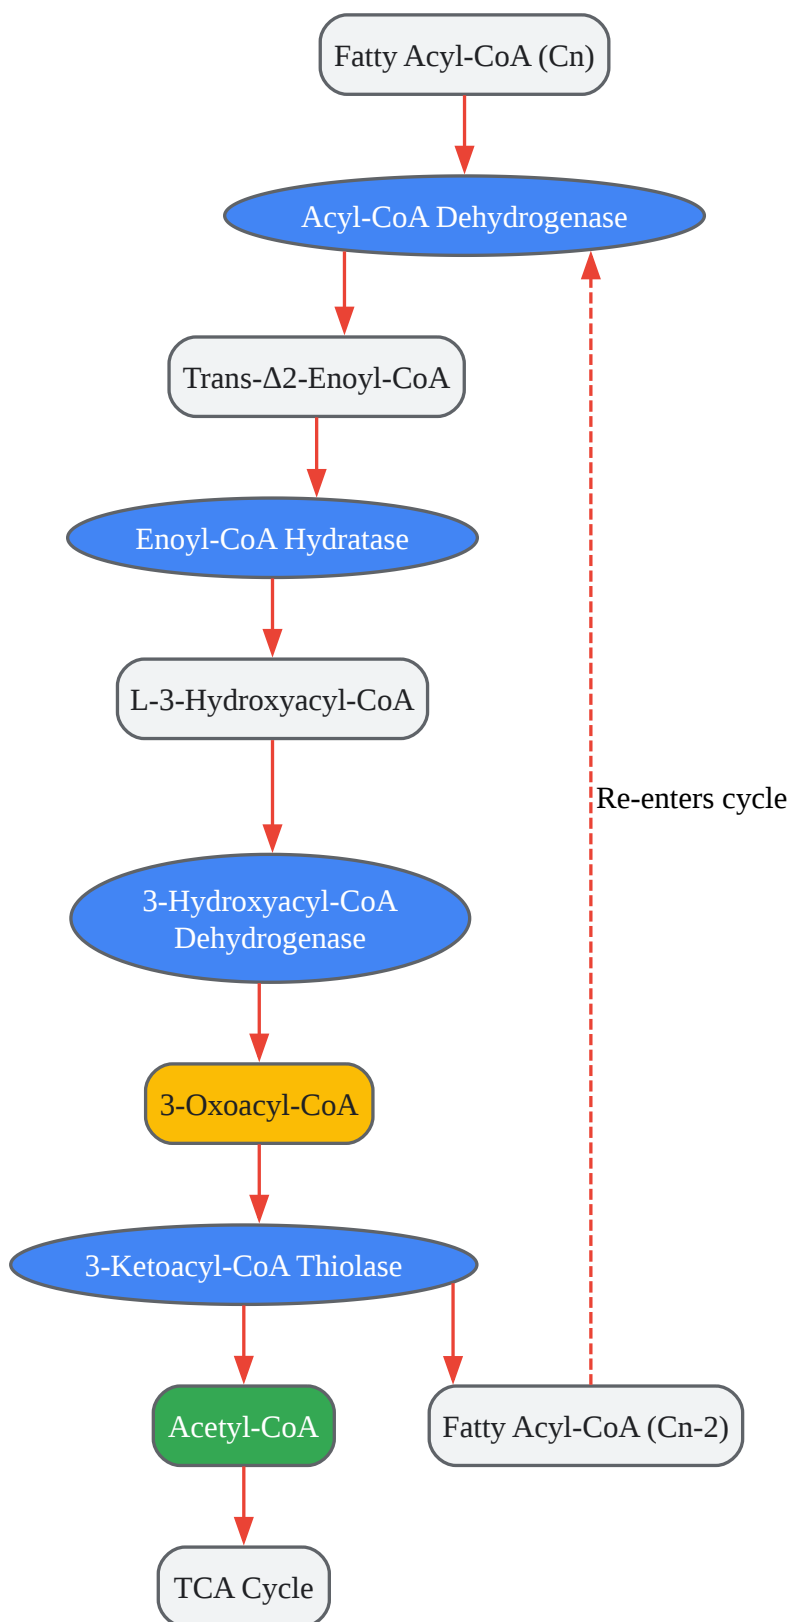 Fatty Acyl-CoA (Cn)
Acyl-CoA Dehydrogenase
Trans-Δ2-Enoyl-CoA
Enoyl-CoA Hydratase
L-3-Hydroxyacyl-CoA
Re-enters cycle
3-Hydroxyacyl-CoA
Dehydrogenase
3-Oxoacyl-CoA
3-Ketoacyl-CoA Thiolase
Acetyl-CoA
Fatty Acyl-CoA (Cn-2)
TCA Cycle